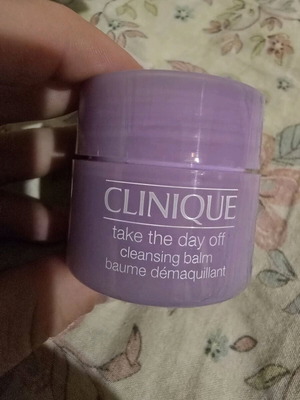 CLINIQUE
take the day off
cleansing balm
baume démaquillant